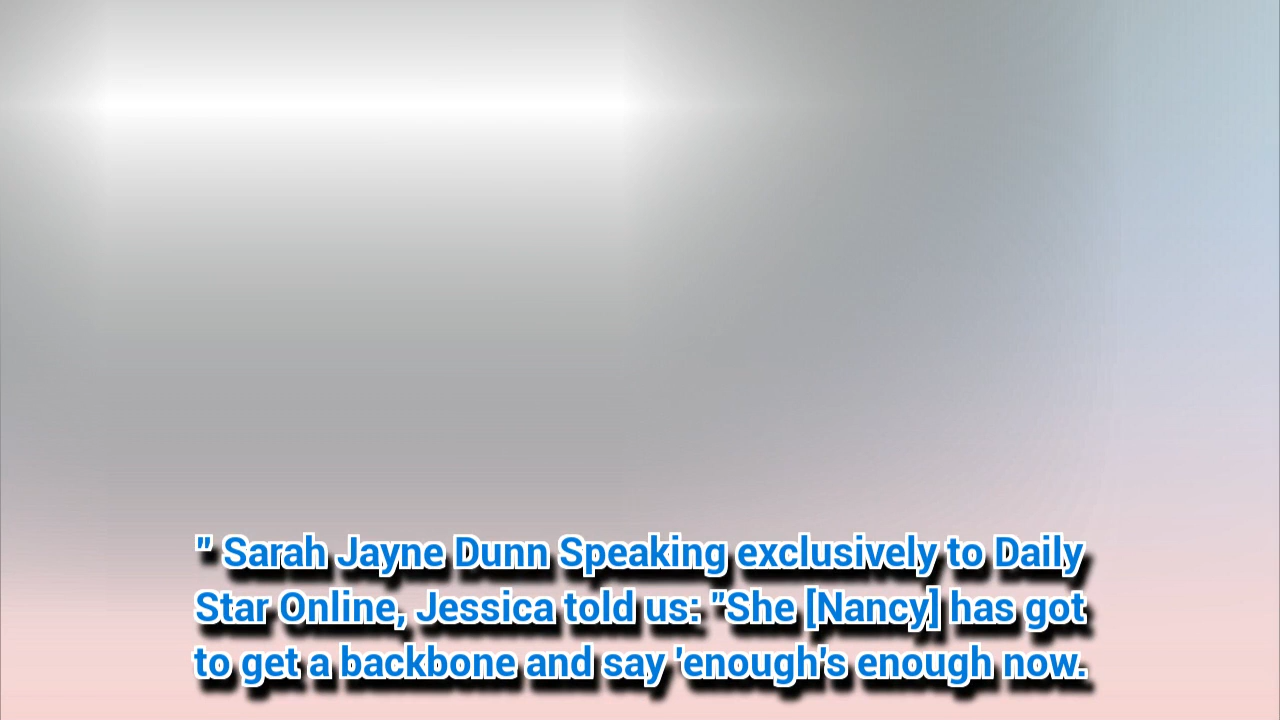 " Sarah Jayne Dunn Speaking exclusively to Daily
Star Online, Jessica told us: "She [Nancy] has got
to get a backbone and say 'enough's enough now.